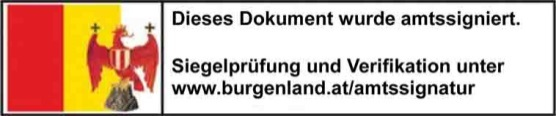 Dieses Dokument wurde amtssigniert.
Siegelprüfung und Verifikation unter
www.burgenland.at/amtssignatur